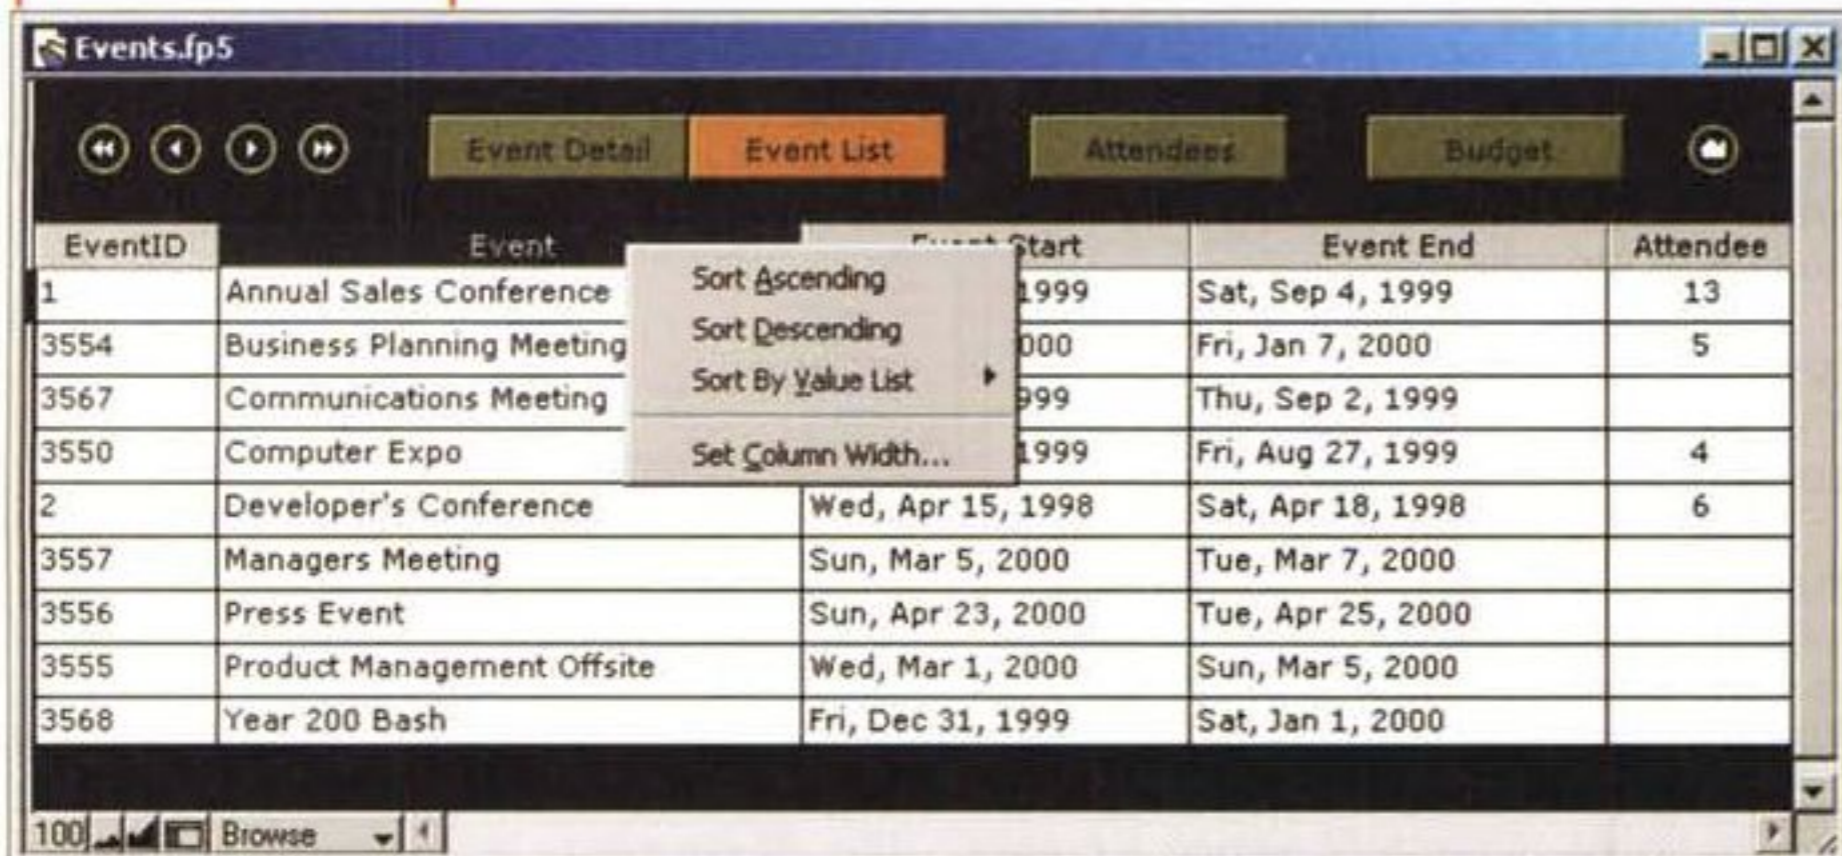 Events.fp5
Event Detail Event List Attendees Budget
EventID Event Event Start Event End Attendee
1 Annual Sales Conference 1999 Sat, Sep 4, 1999 13
3554 Business Planning Meeting 000 Fri, Jan 7, 2000 5
3567 Communications Meeting 999 Thu, Sep 2, 1999
3550 Computer Expo 1999 Fri, Aug 27, 1999 4
2 Developer's Conference Wed, Apr 15, 1998 Sat, Apr 18, 1998 6
3557 Managers Meeting Sun, Mar 5, 2000 Tue, Mar 7, 2000
3556 Press Event Sun, Apr 23, 2000 Tue, Apr 25, 2000
3555 Product Management Offsite Wed, Mar 1, 2000 Sun, Mar 5, 2000
3568 Year 200 Bash Fri, Dec 31, 1999 Sat, Jan 1, 2000
Sort Ascending
Sort Descending
Sort By Value List
Set Column Width...
100 Browse